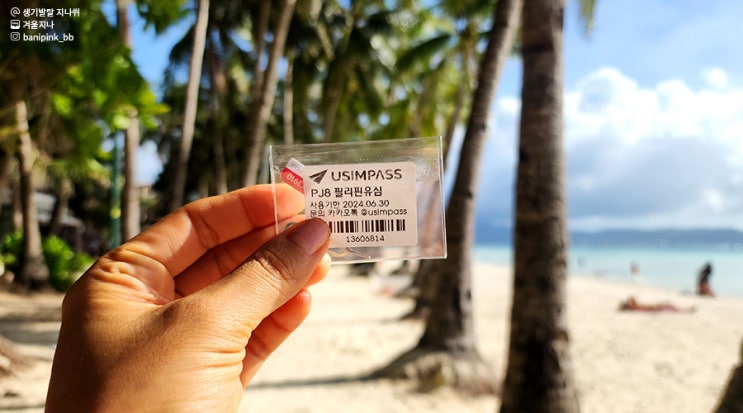 생기발랄 지나쒸
겨울지나
banipink_bb
USIMPASS
PJ8 필리핀유심
사용기한 2024.06.30
문의 카카오톡 @usimpass
13606814